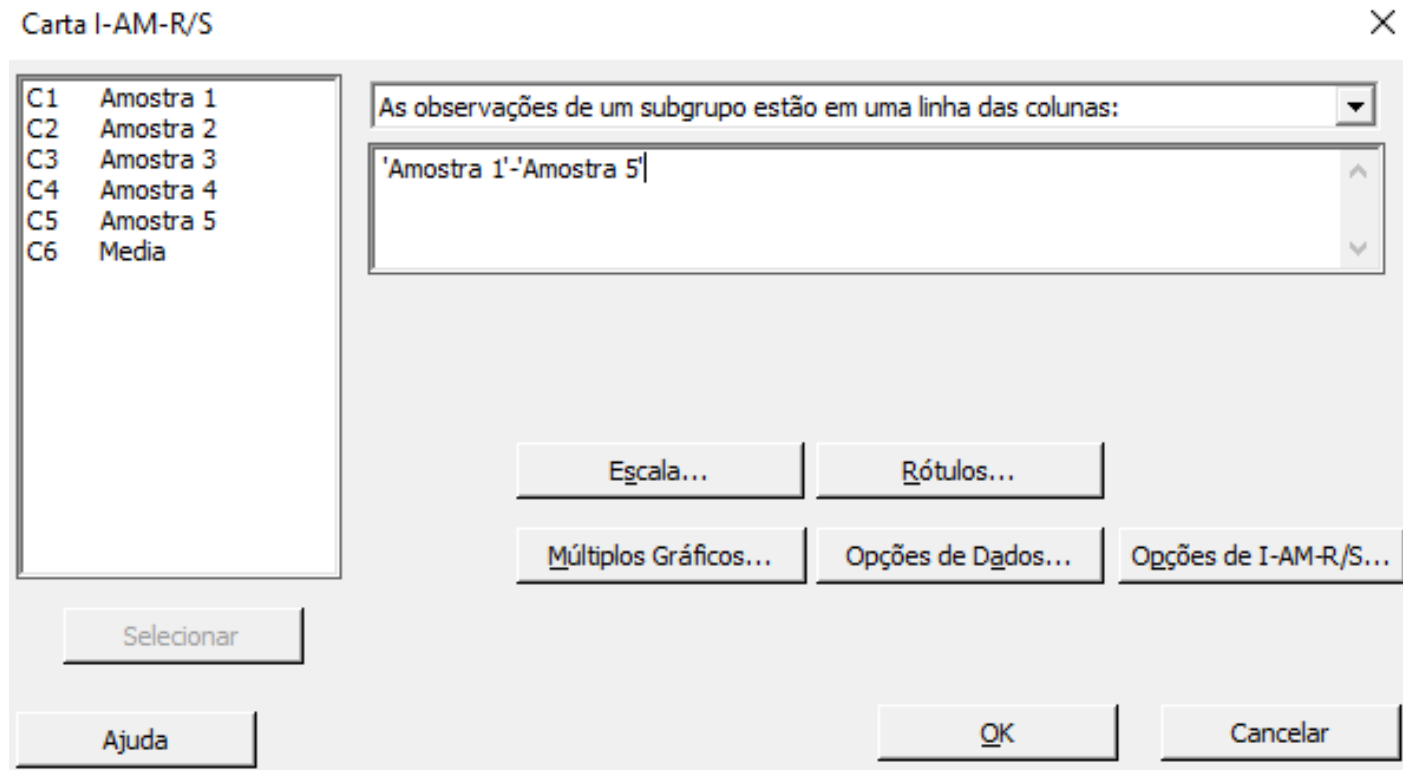 Carta I-AM-R/S
C1 Amostra 1
C2 Amostra 2
C3 Amostra 3
C4 Amostra 4
C5 Amostra 5
C6 Media
As observações de um subgrupo estão em uma linha das colunas:
'Amostra 1'-'Amostra 5'
Escala...
Rótulos...
Múltiplos Gráficos...
Opções de Dados...
Opções de I-AM-R/S...
Selecionar
Ajuda
OK
Cancelar